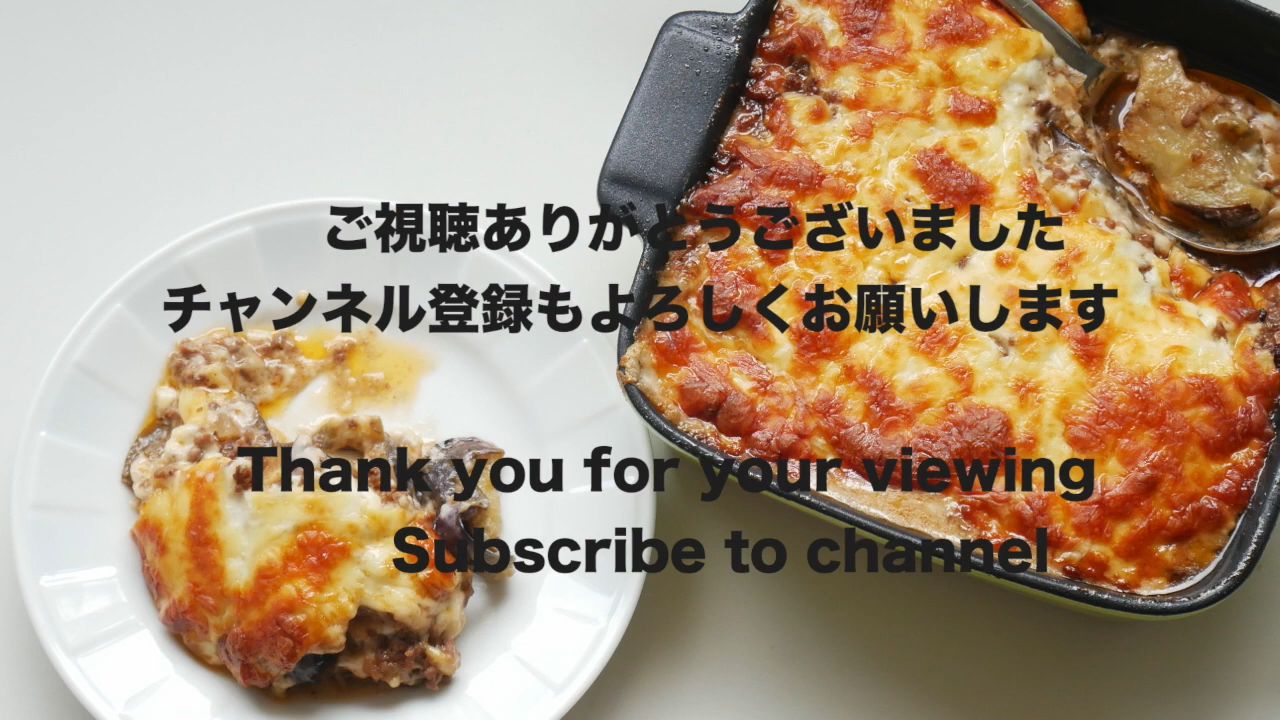 ご視聴ありがとうございました
チャンネル登録もよろしくお願いします
Thank you for your viewing
Subscribe to channel